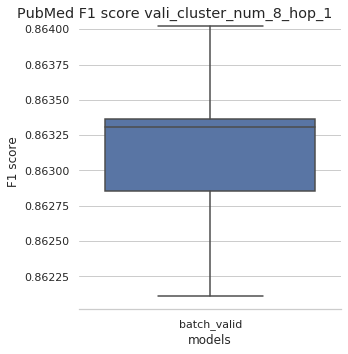 PubMed F1 score vali_cluster_num_8_hop_1
0.86400
0.86375
0.86350
0.86325
0.86300
0.86275
0.86250
0.86225
F1 score
batch_valid
models